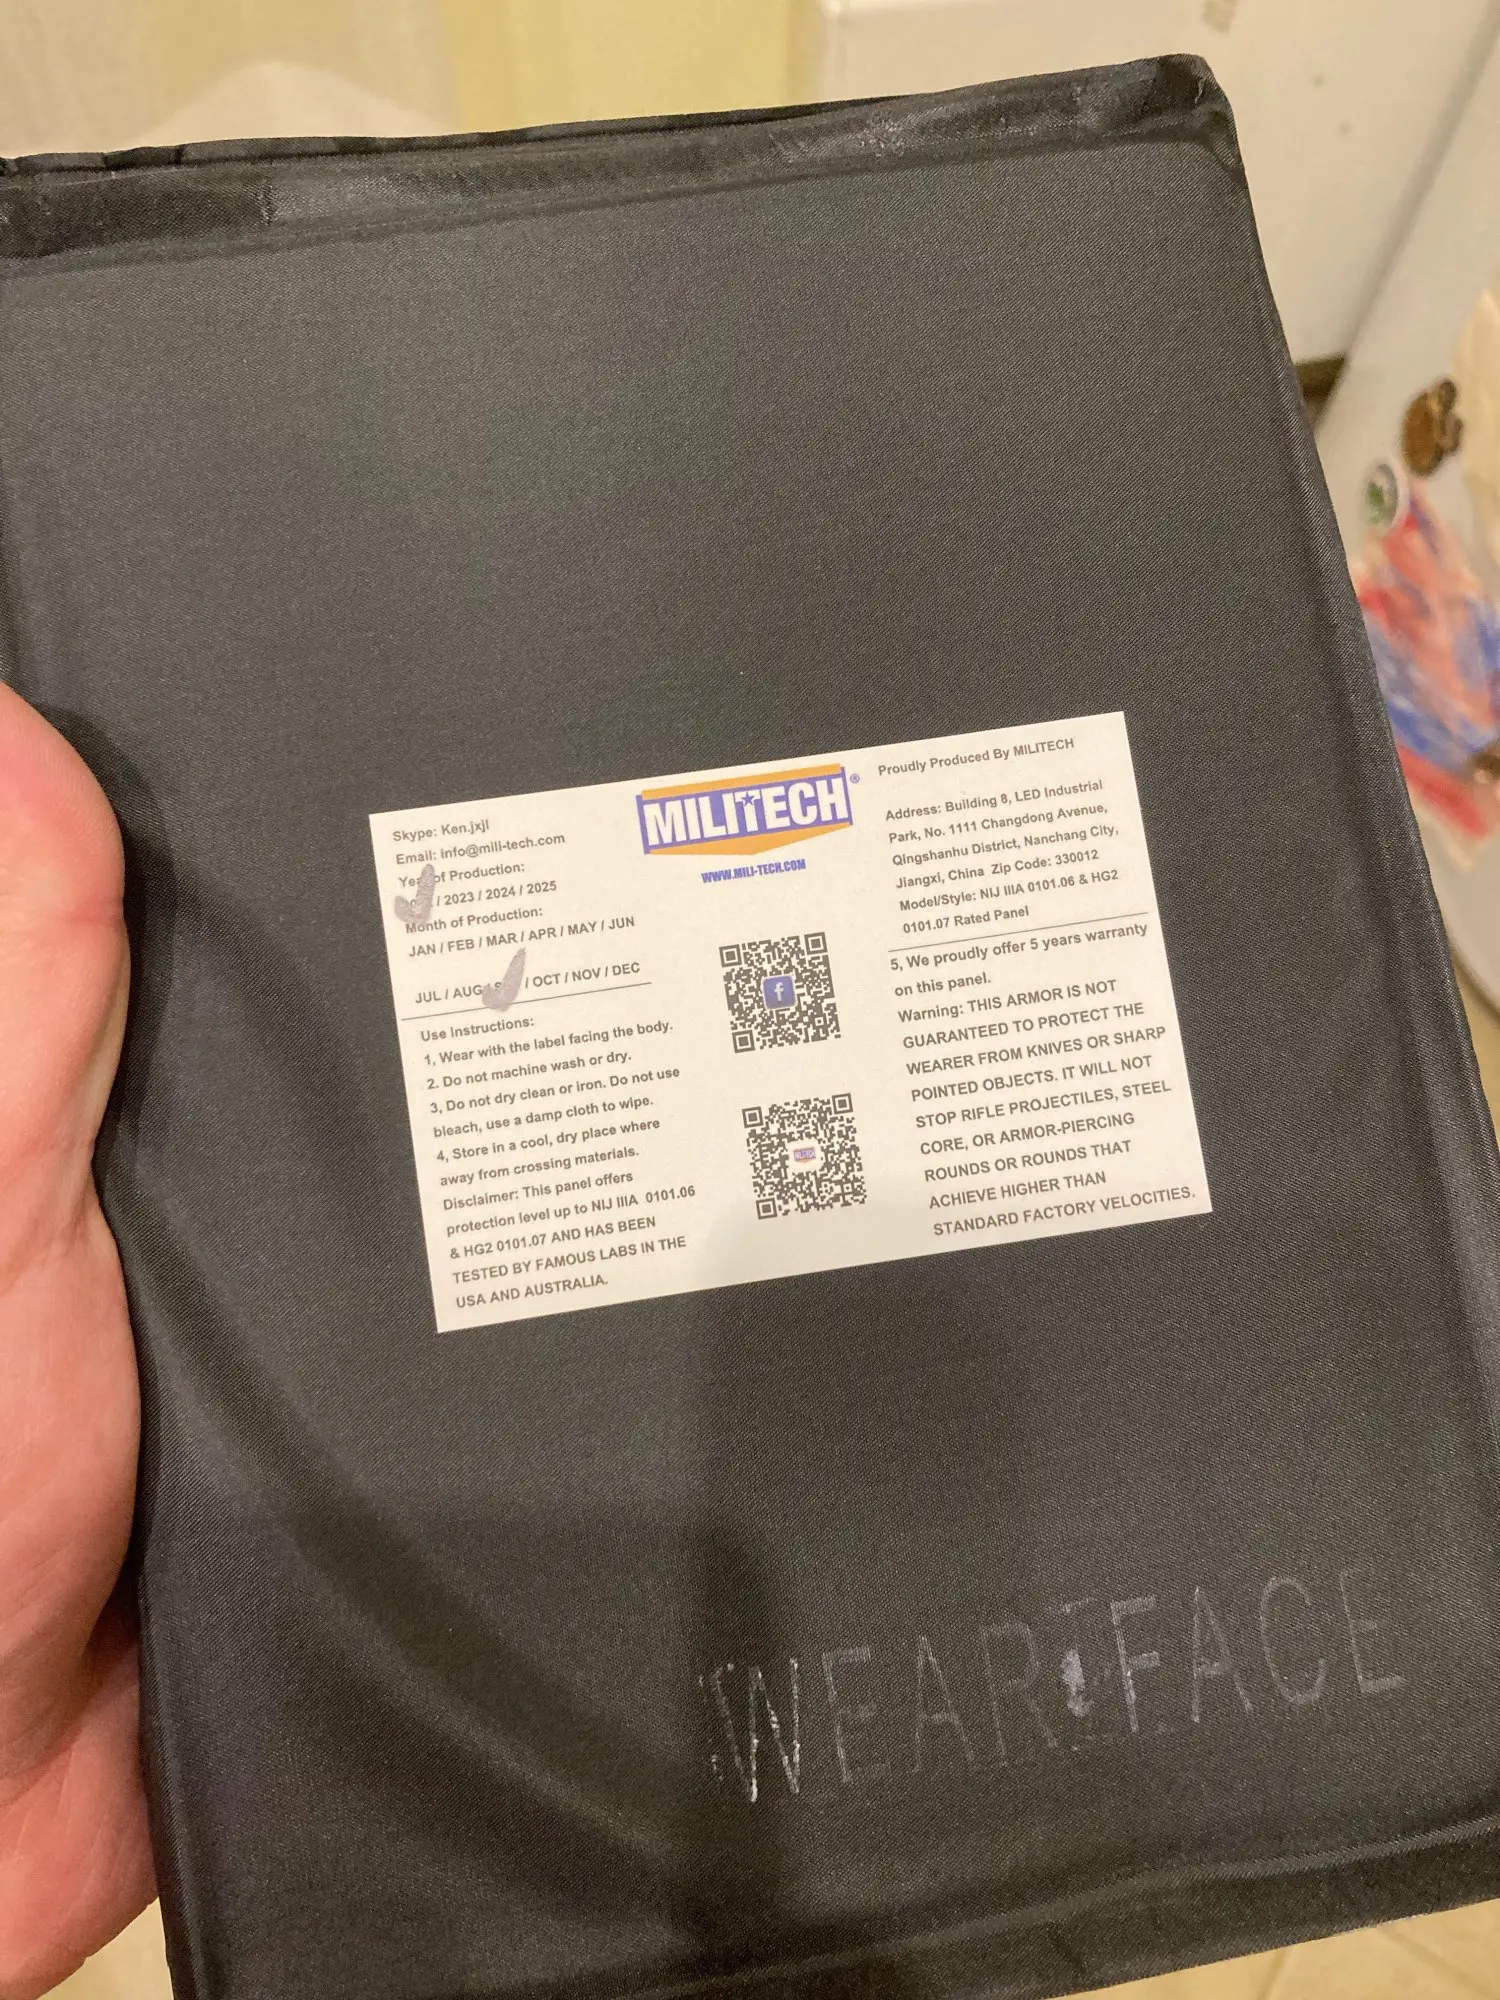 Skype: Ken.jxjl
Email: info@mili-tech.com
Year of Production:
/ 2023 / 2024 / 2025
Month of Production:
JAN / FEB / MAR / APR / MAY / JUN
JUL / AUG / / OCT / NOV / DEC
Use Instructions:
1, Wear with the label facing the body.
2. Do not machine wash or dry.
3, Do not dry clean or iron. Do not use
bleach, use a damp cloth to wipe.
4, Store in a cool, dry place where
away from crossing materials.
Disclaimer: This panel offers
protection level up to NIJ IIIA 0101.06
& HG2 0101.07 AND HAS BEEN
TESTED BY FAMOUS LABS IN THE
USA AND AUSTRALIA.
MILITECH®
WWW.MILI-TECH.COM
f
MILITECH
Proudly Produced By MILITECH
Address: Building 8, LED Industrial
Park, No. 1111 Changdong Avenue,
Qingshanhu District, Nanchang City,
Jiangxi, China Zip Code: 330012
Model/Style: NIJ IIIA 0101.06 & HG2
0101.07 Rated Panel
5, We proudly offer 5 years warranty
on this panel.
Warning: THIS ARMOR IS NOT
GUARANTEED TO PROTECT THE
WEARER FROM KNIVES OR SHARP
POINTED OBJECTS. IT WILL NOT
STOP RIFLE PROJECTILES, STEEL
CORE, OR ARMOR-PIERCING
ROUNDS OR ROUNDS THAT
ACHIEVE HIGHER THAN
STANDARD FACTORY VELOCITIES.
WEAR FACE